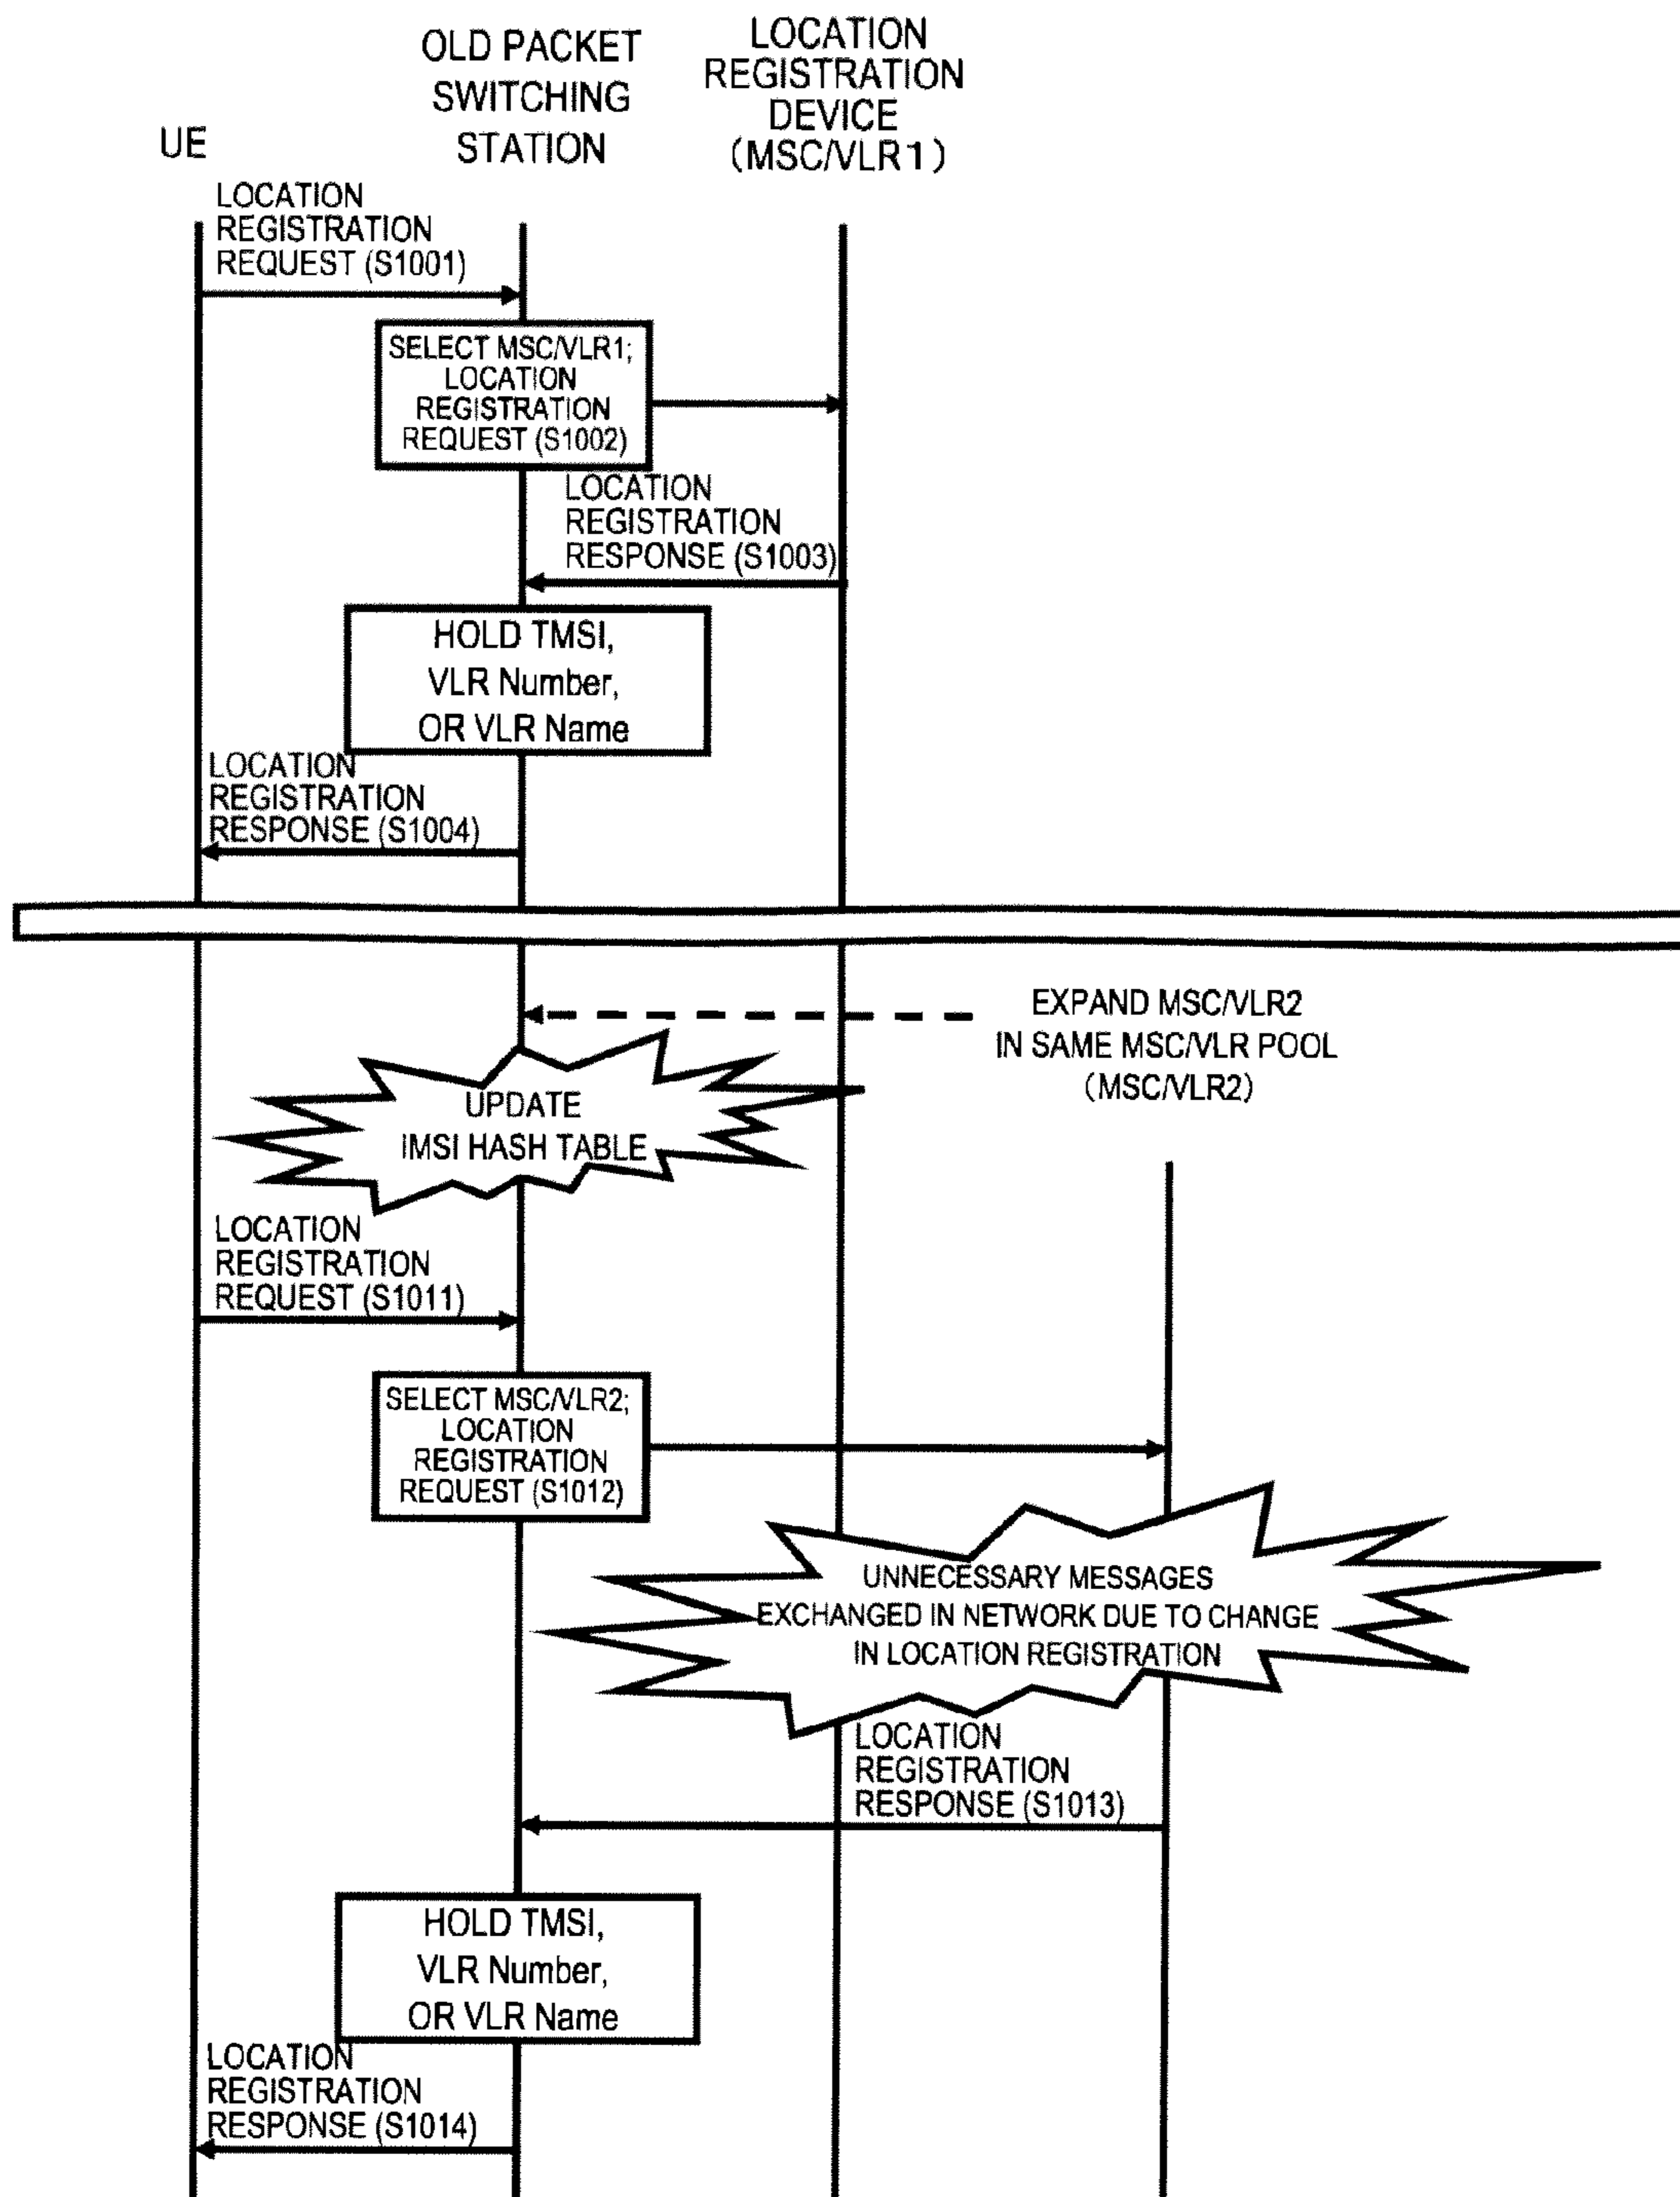 UE
OLD PACKET
SWITCHING
STATION
LOCATION
REGISTRATION
DEVICE
(MSC/VLR1)
LOCATION
REGISTRATION
REQUEST (S1001)
SELECT MSC/VLR1;
LOCATION
REGISTRATION
REQUEST (S1002)
LOCATION
REGISTRATION
RESPONSE (S1003)
HOLD TMSI,
VLR Number,
OR VLR Name
LOCATION
REGISTRATION
RESPONSE (S1004)
EXPAND MSC/VLR2
IN SAME MSC/VLR POOL
(MSC/VLR2)
UPDATE
IMSI HASH TABLE
LOCATION
REGISTRATION
REQUEST (S1011)
SELECT MSC/VLR2;
LOCATION
REGISTRATION
REQUEST (S1012)
UNNECESSARY MESSAGES
EXCHANGED IN NETWORK DUE TO CHANGE
IN LOCATION REGISTRATION
LOCATION
REGISTRATION
RESPONSE (S1013)
HOLD TMSI,
VLR Number,
OR VLR Name
LOCATION
REGISTRATION
RESPONSE (S1014)